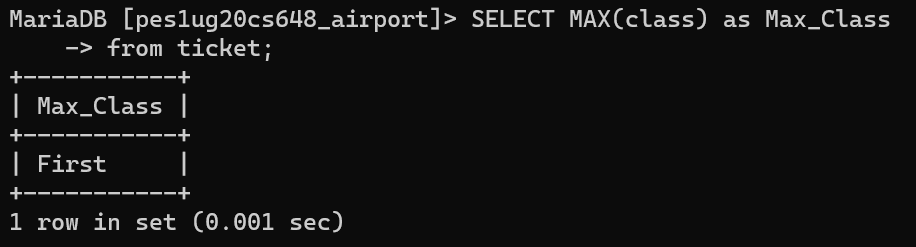 MariaDB [pes1ug20cs648_airport]> SELECT MAX(class) as Max_Class
    -> from ticket;
+-----------+
| Max_Class |
+-----------+
| First     |
+-----------+
1 row in set (0.001 sec)